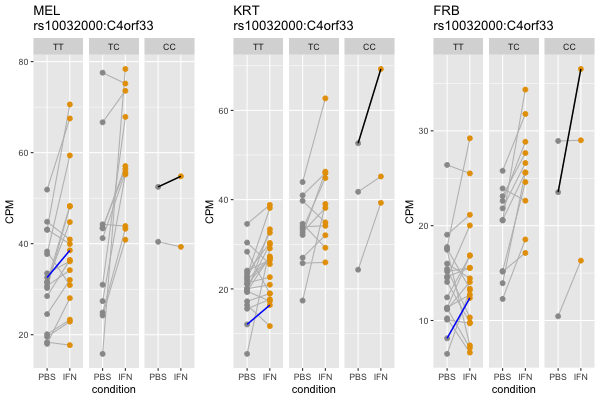 MEL
rs10032000:C4orf33
TT TC CC
CPM
80
60
40
20
PBS IFN PBS IFN PBS IFN
condition
KRT
rs10032000:C4orf33
TT TC CC
CPM
60
40
20
PBS IFN PBS IFN PBS IFN
condition
FRB
rs10032000:C4orf33
TT TC CC
CPM
30
20
10
PBS IFN PBS IFN PBS IFN
condition